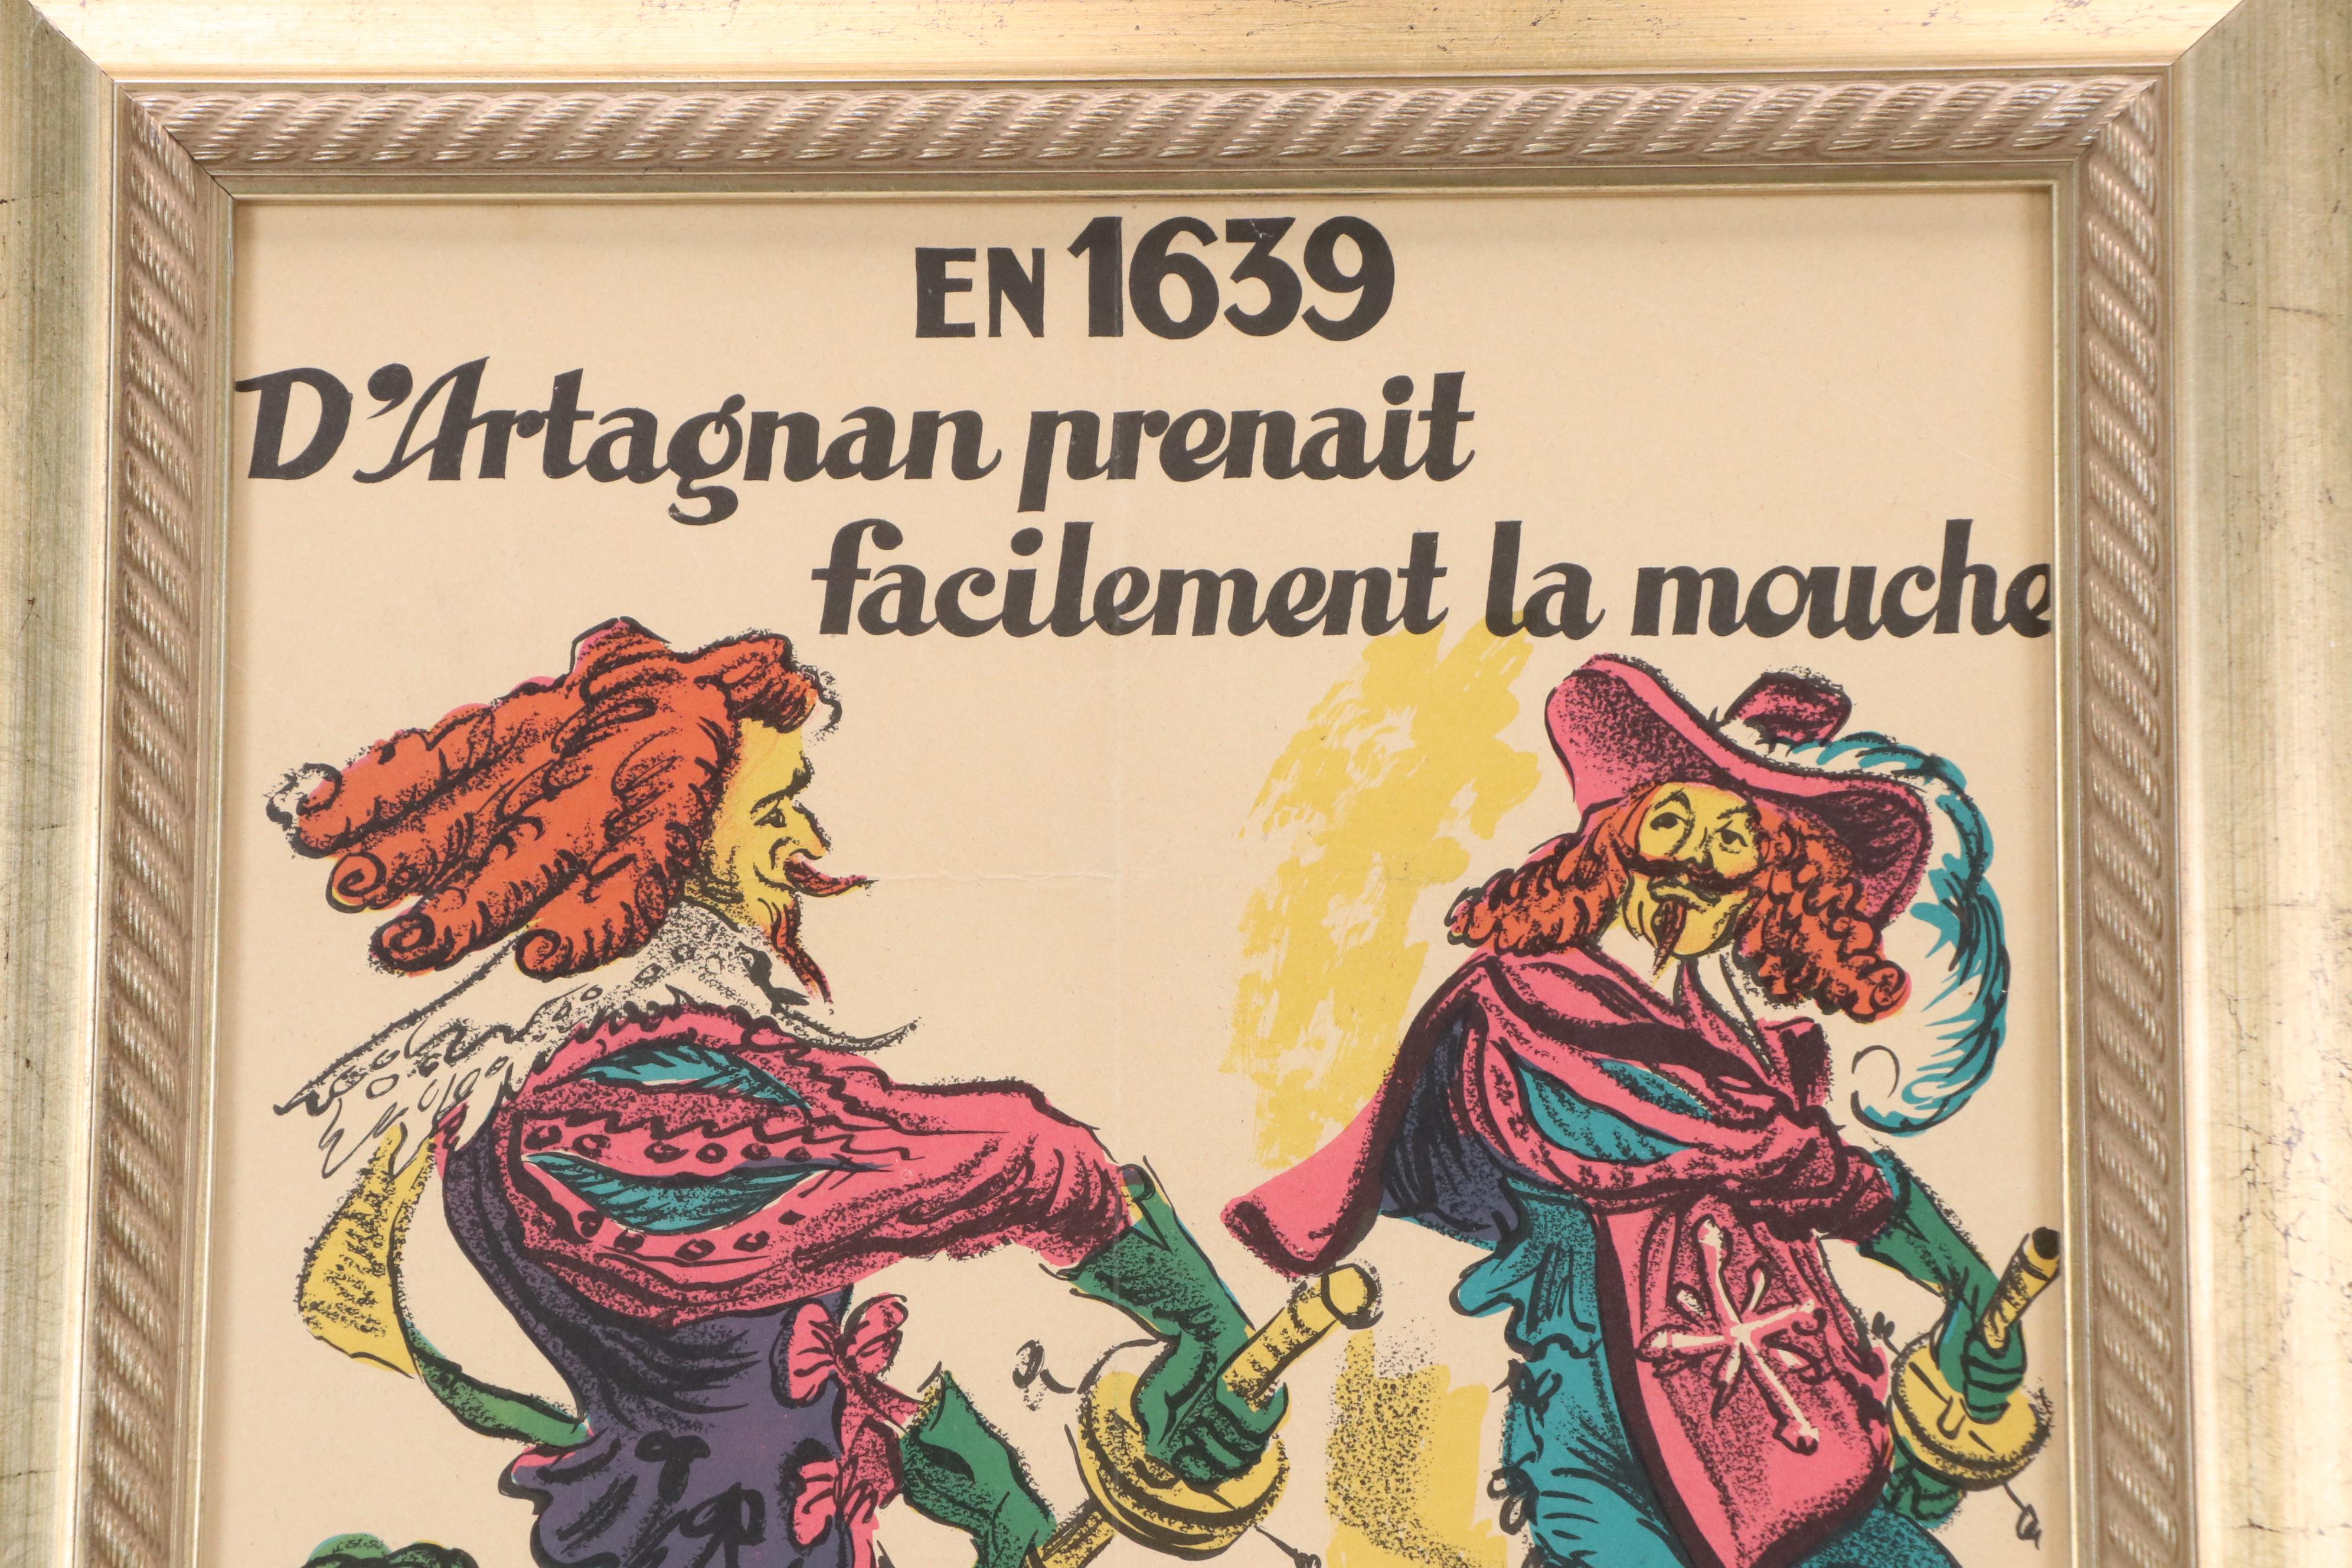 EN 1639
D'Artagnan prenait
facilement la mouche